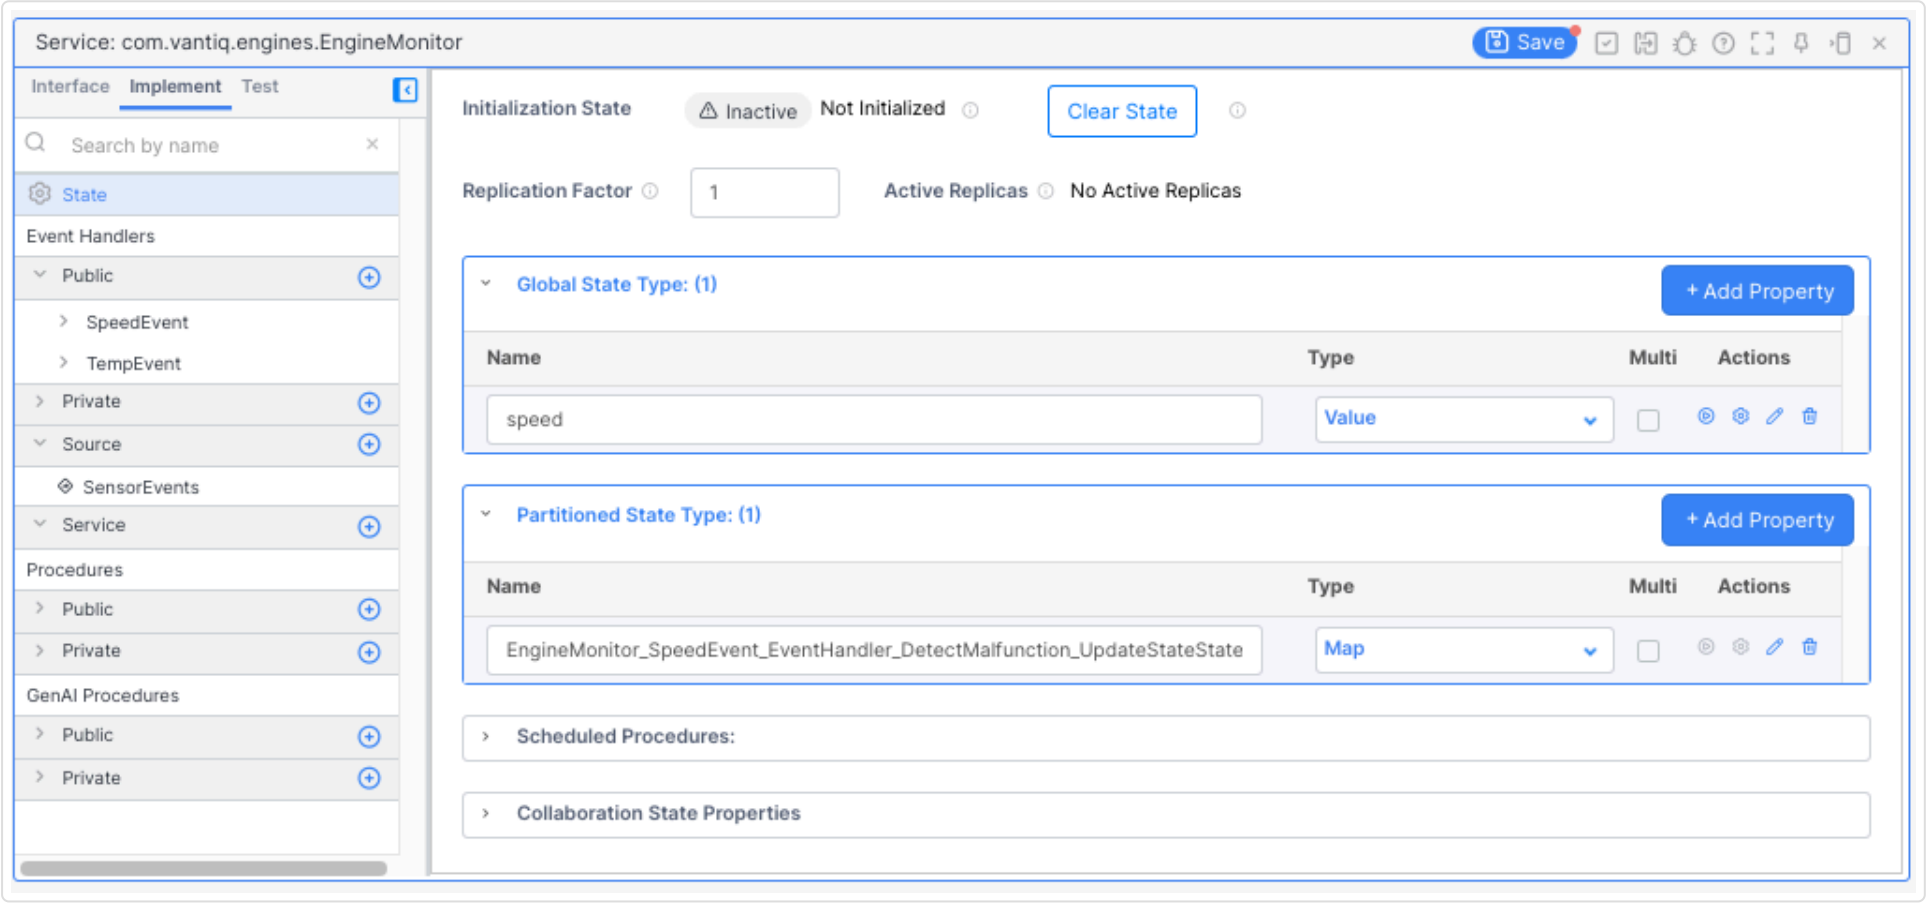 Service: com.vantiq.engines.EngineMonitor
Save
Interface Implement Test
Search by name
State
Event Handlers
Public
SpeedEvent
TempEvent
Private
Source
SensorEvents
Service
Procedures
Public
Private
GenAI Procedures
Public
Private
Initialization State Inactive Not Initialized Clear State
Replication Factor 1 Active Replicas No Active Replicas
Global State Type: (1) + Add Property
Name Type Multi Actions
speed Value
Partitioned State Type: (1) + Add Property
Name Type Multi Actions
EngineMonitor_SpeedEvent_EventHandler_DetectMalfunction_UpdateStateState Map
Scheduled Procedures:
Collaboration State Properties